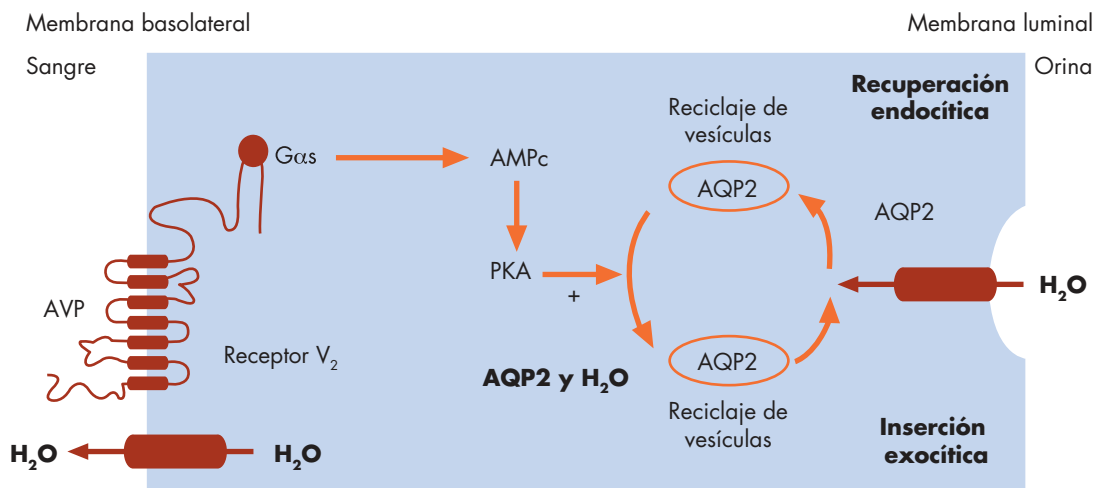 Membrana basolateral
Membrana luminal
Sangre
Orina
Recuperación
endocítica
Reciclaje de
vesículas
Gαs
AMPc
AQP2
AQP2
PKA
+
H₂O
AVP
Receptor V₂
AQP2 y H₂O
AQP2
Reciclaje de
vesículas
Inserción
exocítica
H₂O
H₂O